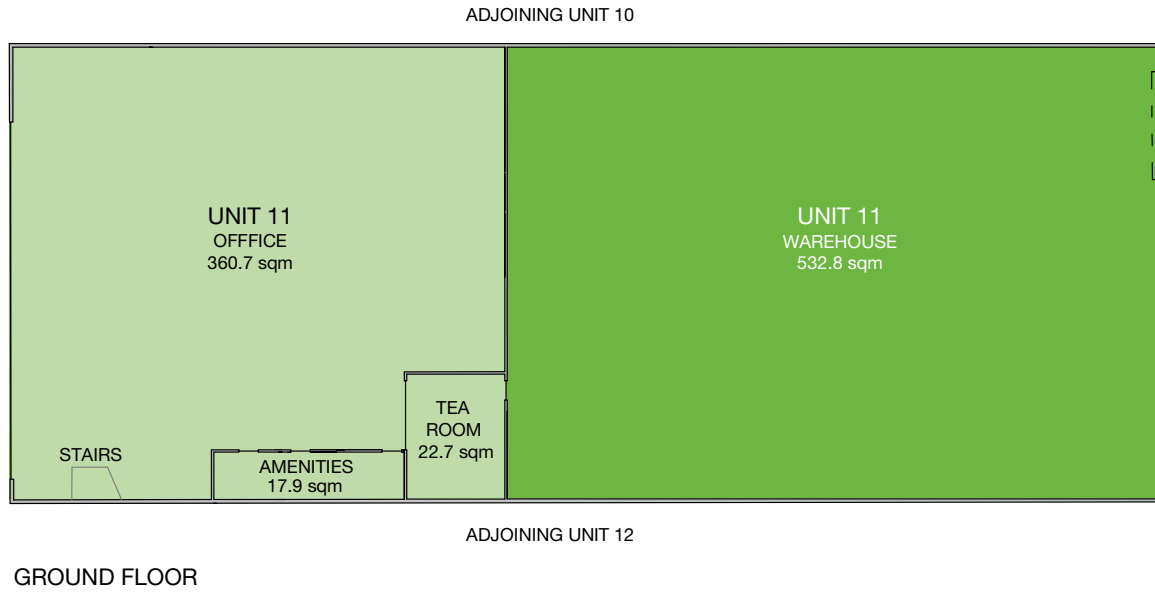 ADJOINING UNIT 10
UNIT 11
OFFFICE
360.7 sqm
UNIT 11
WAREHOUSE
532.8 sqm
TEA
ROOM
22.7 sqm
STAIRS
AMENITIES
17.9 sqm
ADJOINING UNIT 12
GROUND FLOOR